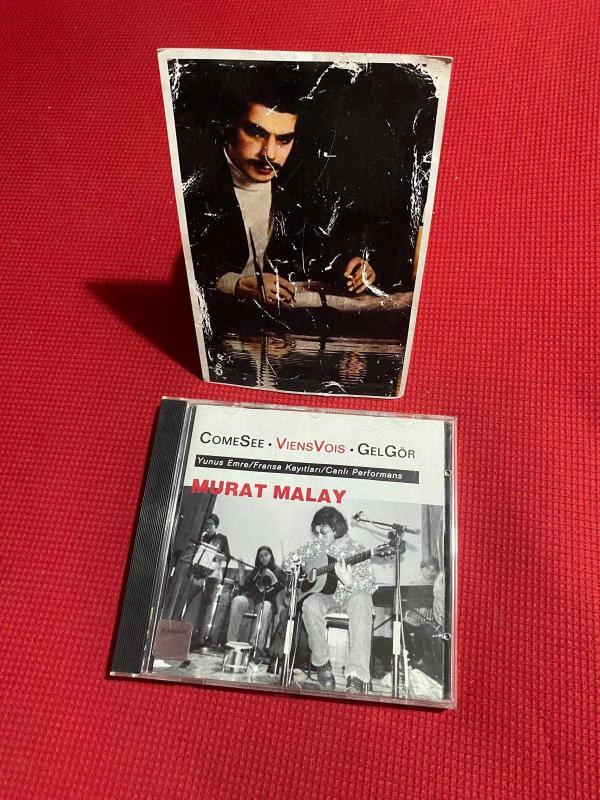 COMESEE • VIENSVOIS • GELGÖR
Yunus Emre/Fransa Kayıtları/Canlı Performans
MURAT MALAY